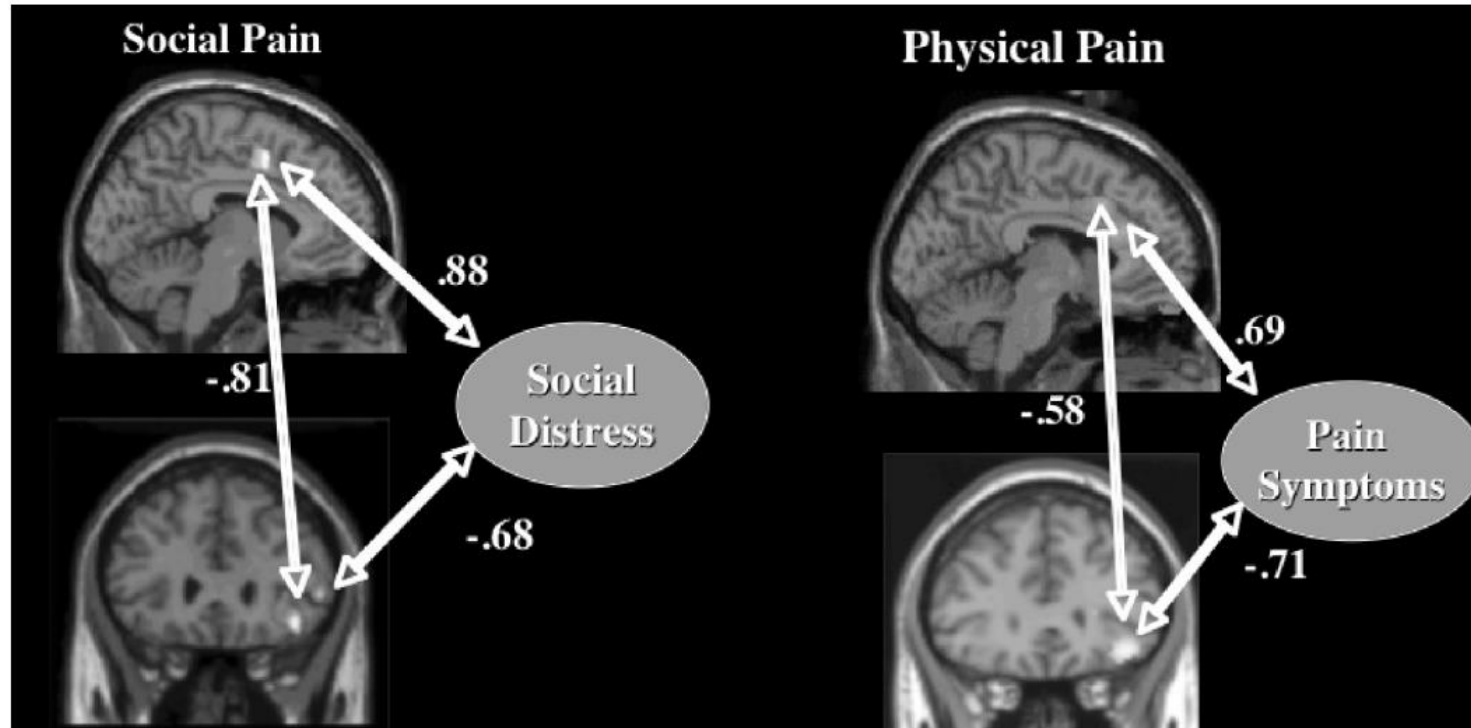 Social Pain
.88
-.81
Social
Distress
-.68
Physical Pain
.69
-.58
Pain
Symptoms
-.71